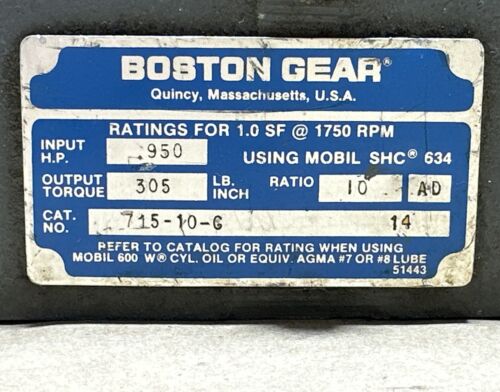 BOSTON GEAR®
Quincy, Massachusetts, U.S.A.
RATINGS FOR 1.0 SF @ 1750 RPM
INPUT H.P. 950 USING MOBIL SHC® 634
OUTPUT TORQUE 305 LB. INCH RATIO 10 AD
CAT. NO. 715-10-G 14
REFER TO CATALOG FOR RATING WHEN USING
MOBIL 600 W® CYL. OIL OR EQUIV. AGMA #7 OR #8 LUBE
51443